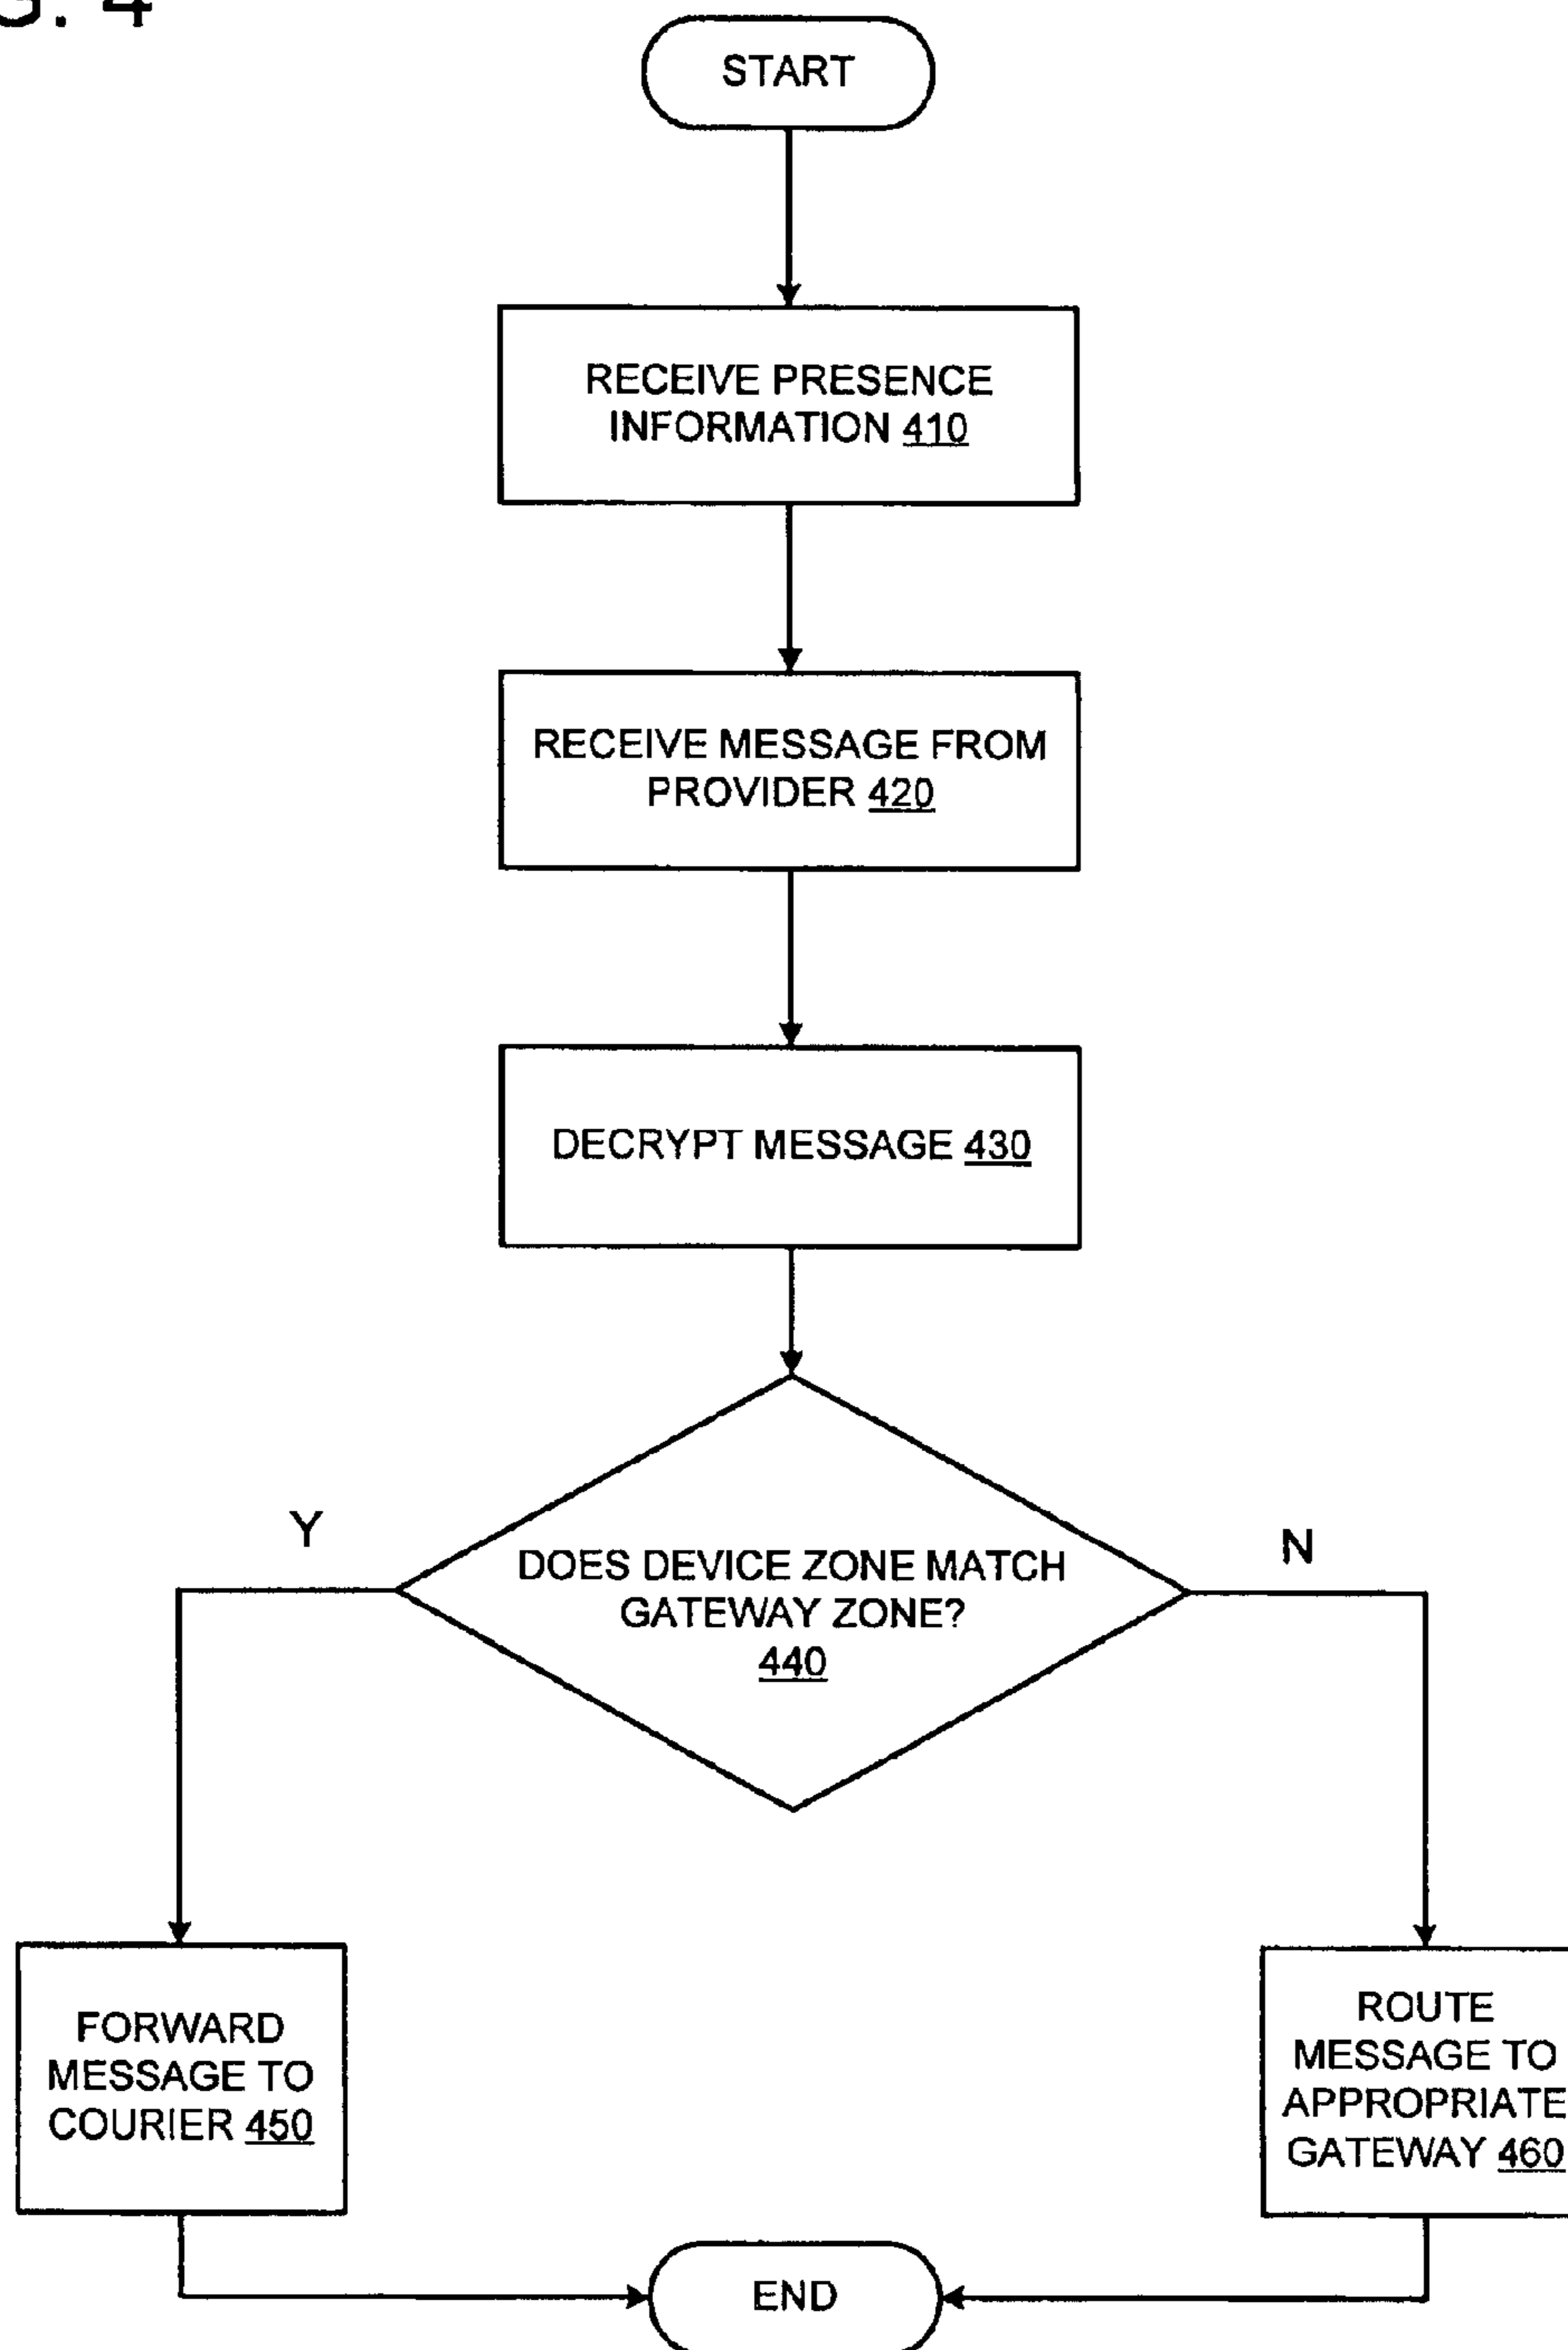 G. 4
START
RECEIVE PRESENCE
INFORMATION 410
RECEIVE MESSAGE FROM
PROVIDER 420
DECRYPT MESSAGE 430
DOES DEVICE ZONE MATCH
GATEWAY ZONE?
440
Y
N
FORWARD
MESSAGE TO
COURIER 450
ROUTE
MESSAGE TO
APPROPRIATE
GATEWAY 460
END